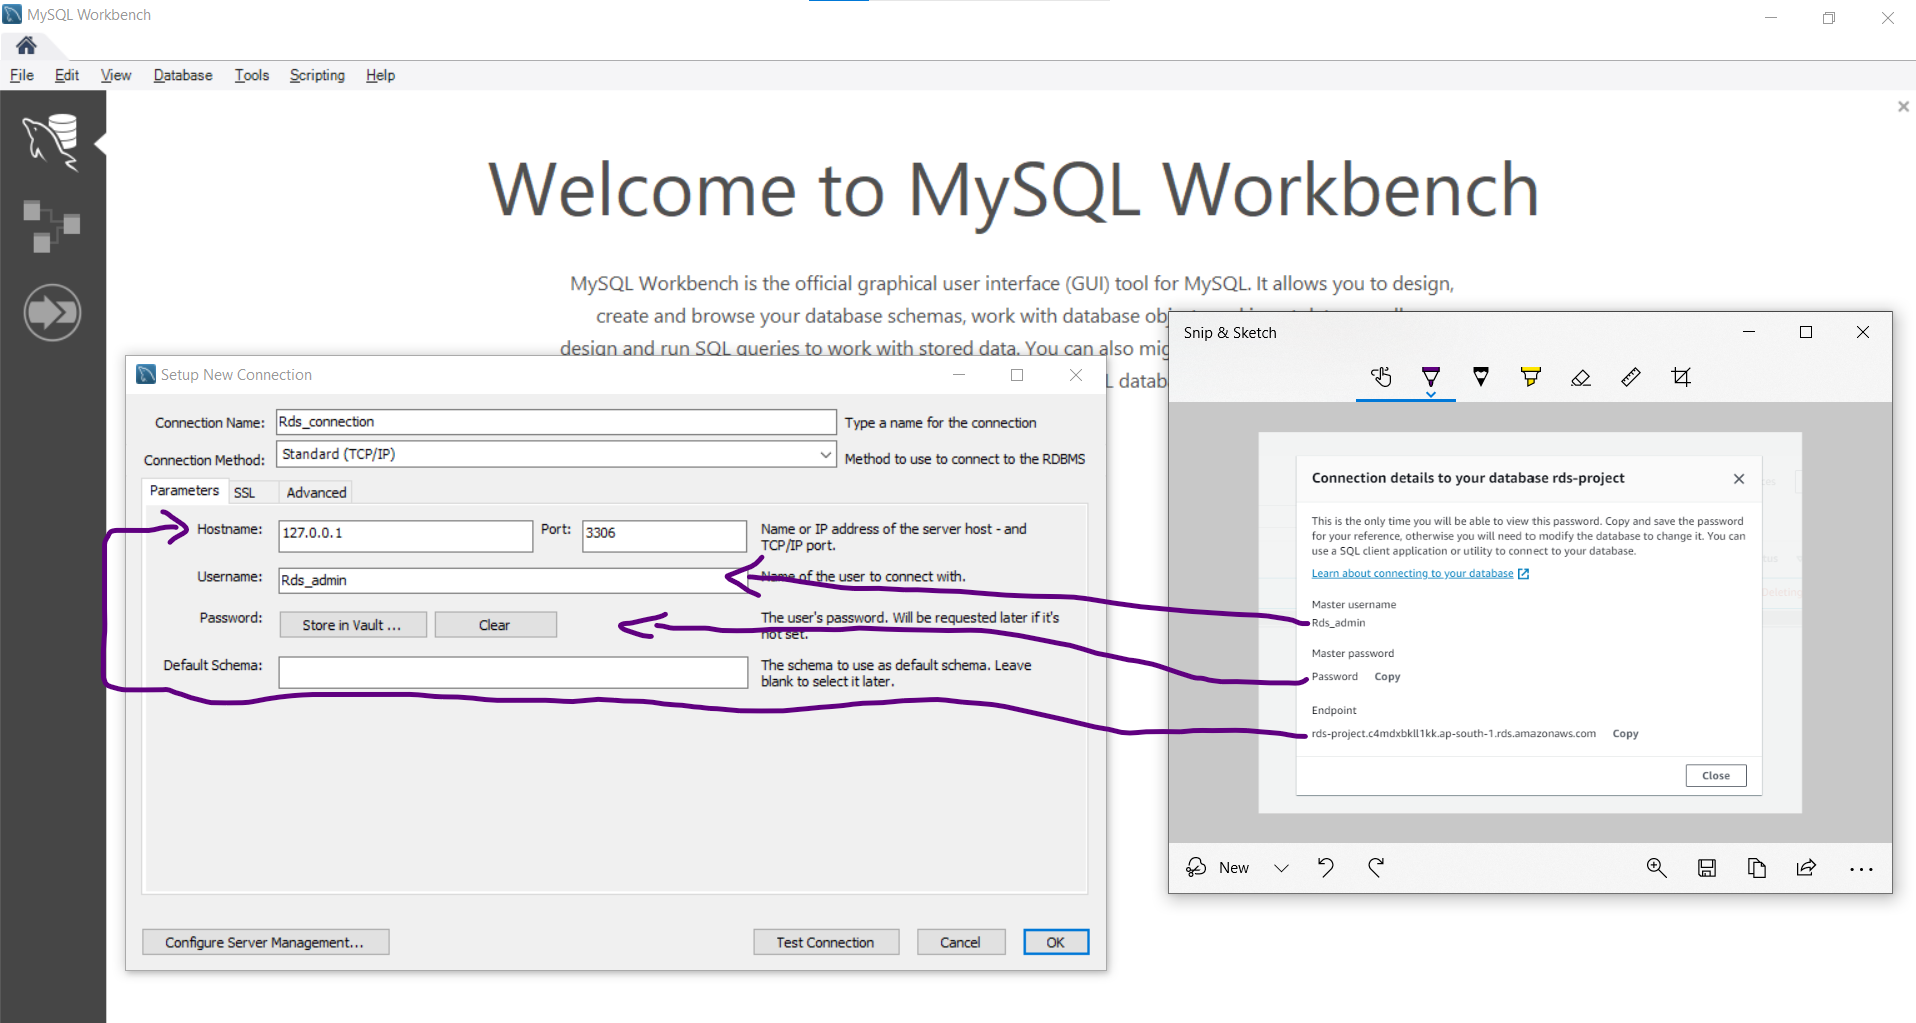 MySQL Workbench
File Edit View Database Tools Scripting Help
Welcome to MySQL Workbench
MySQL Workbench is the official graphical user interface (GUI) tool for MySQL. It allows you to design,
create and browse your database schemas, work with database
design and run SQL queries to work with stored data. You can also
Setup New Connection
Connection Name: Rds_connection Type a name for the connection
Connection Method: Standard (TCP/IP) Method to use to connect to the RDBMS
Parameters SSL Advanced
Hostname: 127.0.0.1 Port: 3306 Name or IP address of the server host - and
TCP/IP port.
Username: Rds_admin Name of the user to connect with.
Password: Store in Vault ... Clear The user's password. Will be requested later if it's
not set.
Default Schema: The schema to use as default schema. Leave
blank to select it later.
Configure Server Management... Test Connection Cancel OK
Snip & Sketch
Connection details to your database rds-project
This is the only time you will be able to view this password. Copy and save the password
for your reference, otherwise you will need to modify the database to change it. You can
use a SQL client application or utility to connect to your database.
Learn about connecting to your database
Master username
Rds_admin
Master password
Password Copy
Endpoint
rds-project.c4mdxbkll1kk.ap-south-1.rds.amazonaws.com Copy
Close
New